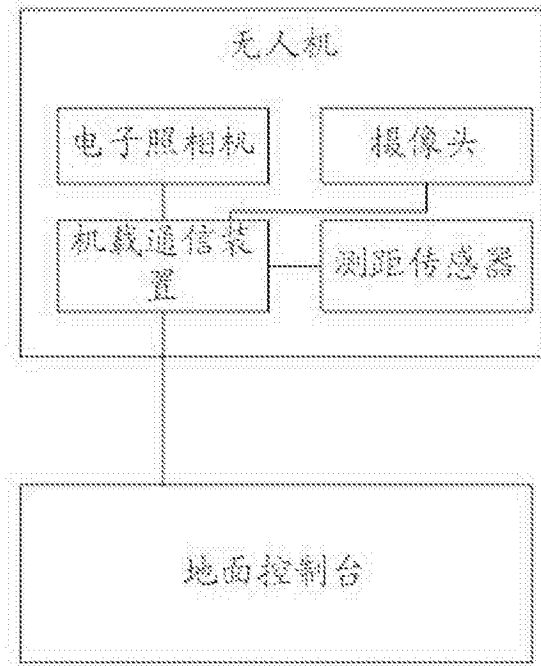 无人机
电子照相机
摄像头
机载通信装
置
测距传感器
地面控制台